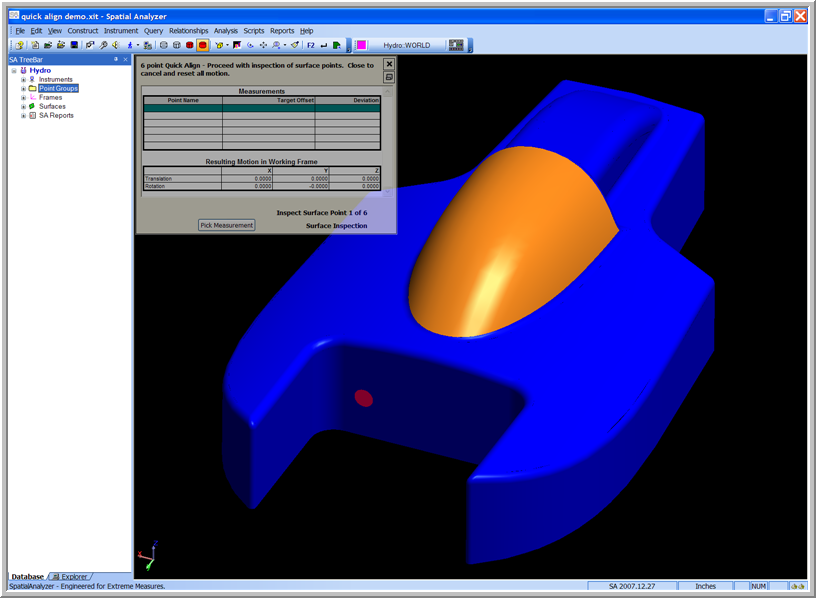 quick align demo.xit - Spatial Analyzer
File Edit View Construct Instrument Query Relationships Analysis Scripts Reports Help
F2 Hydro::WORLD
SA TreeBar
Hydro
Instruments
Point Groups
Frames
Surfaces
SA Reports
6 point Quick Align - Proceed with inspection of surface points. Close to
cancel and reset all motion.
Measurements
Point Name Target Offset Deviation
Resulting Motion in Working Frame
X Y Z
Translation 0.0000 0.0000 0.0000
Rotation 0.0000 -0.0000 0.0000
Inspect Surface Point 1 of 6
Pick Measurement Surface Inspection
X Z Y
Database Explorer
SpatialAnalyzer - Engineered for Extreme Measures. SA 2007.12.27 Inches NUM